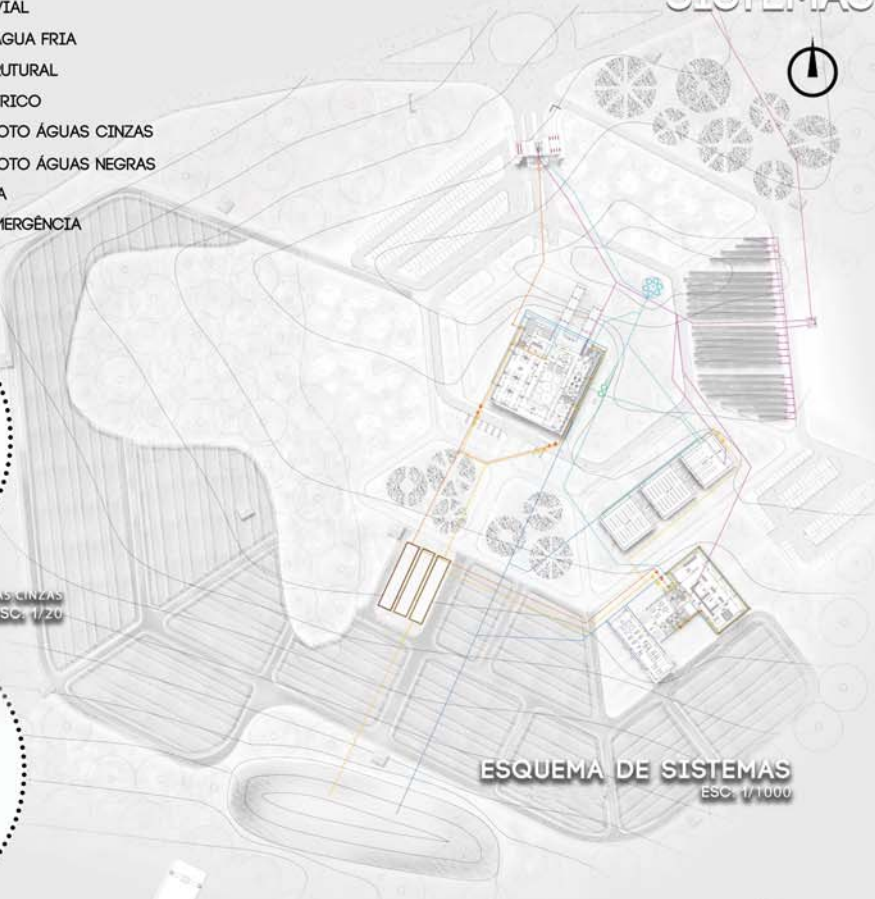 SISTEMAS
VIAL
ÁGUA FRIA
UTURAL
RICO
OTO ÁGUAS CINZAS
OTO ÁGUAS NEGRAS
A
MERGÊNCIA
AS CINZAS
SC: 1/20
ESQUEMA DE SISTEMAS
ESC: 1/1000